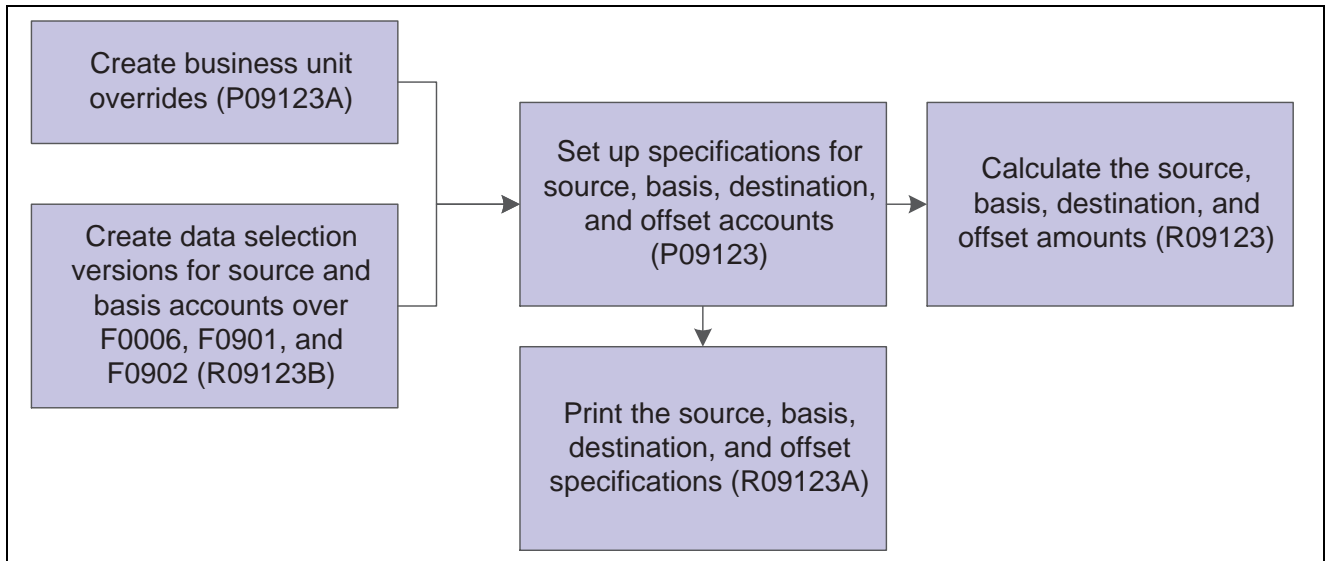 Create business unit
overrides (P09123A)
Create data selection
versions for source and
basis accounts over
F0006, F0901, and
F0902 (R09123B)
Set up specifications for
source, basis, destination,
and offset accounts
(P09123)
Calculate the source,
basis, destination, and
offset amounts (R09123)
Print the source, basis,
destination, and offset
specifications (R09123A)